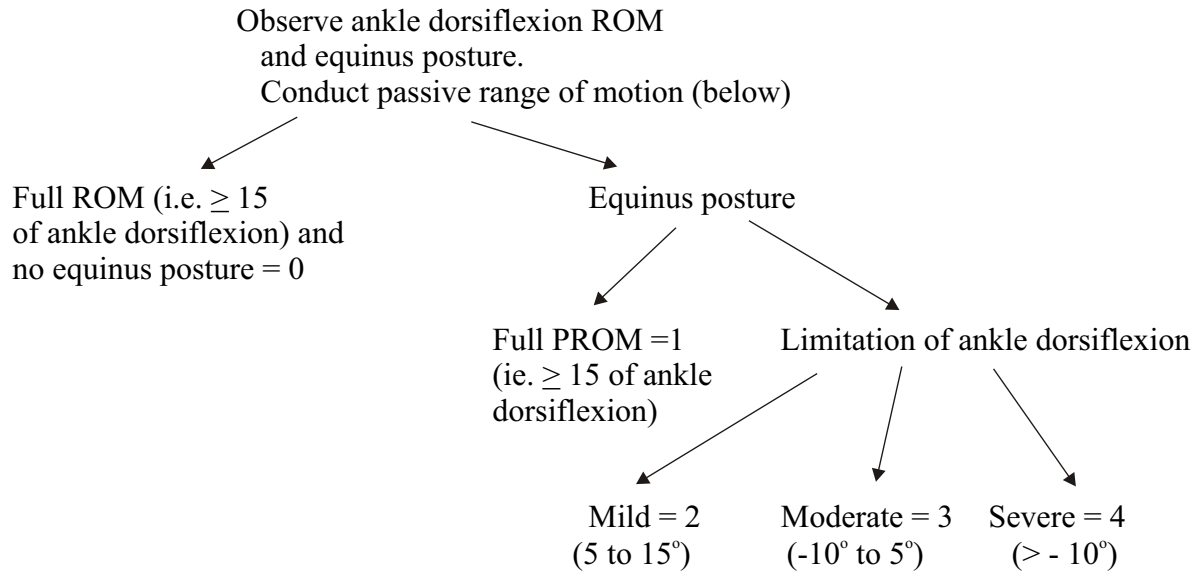 Observe ankle dorsiflexion ROM
and equinus posture.
Conduct passive range of motion (below)
Full ROM (i.e. ≥ 15
of ankle dorsiflexion) and
no equinus posture = 0
Equinus posture
Full PROM =1
(ie. ≥ 15 of ankle
dorsiflexion)
Limitation of ankle dorsiflexion
Mild = 2
(5 to 15°)
Moderate = 3
(-10° to 5°)
Severe = 4
(> - 10°)